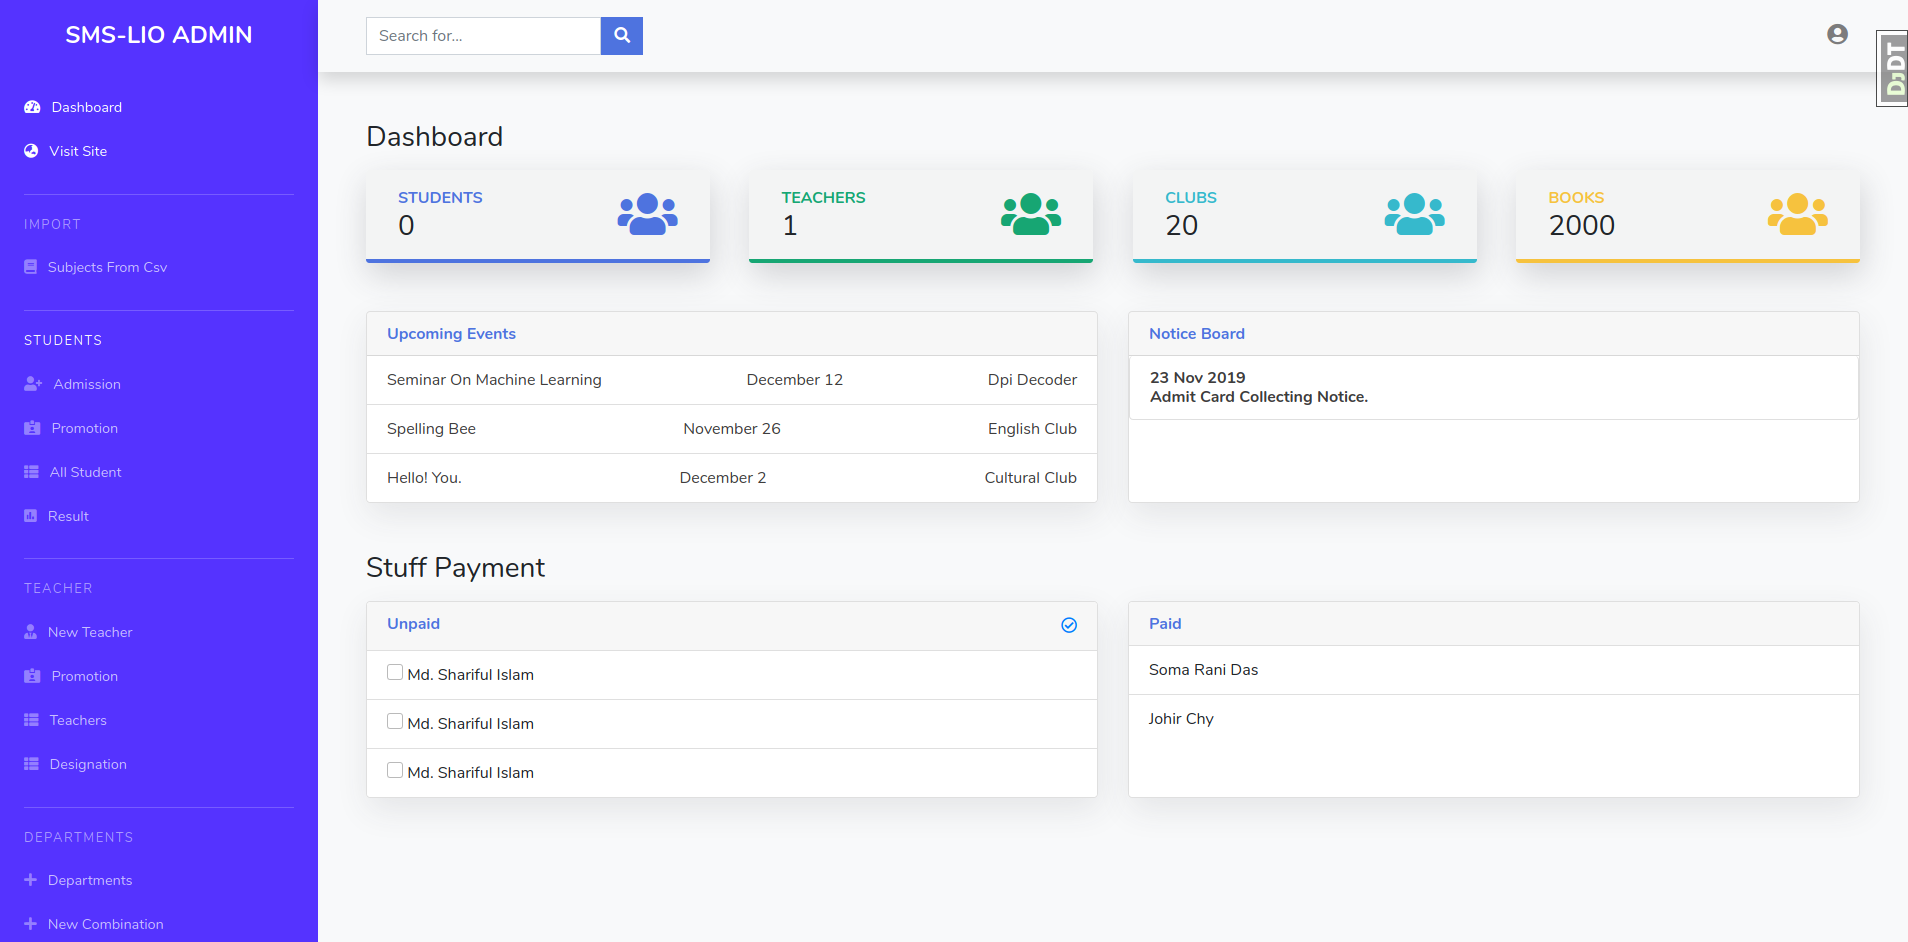 SMS-LIO ADMIN
Dashboard
Visit Site
IMPORT
Subjects From Csv
STUDENTS
Admission
Promotion
All Student
Result
TEACHER
New Teacher
Promotion
Teachers
Designation
DEPARTMENTS
Departments
New Combination
Search for...
DjDT
Dashboard
STUDENTS
0
TEACHERS
1
CLUBS
20
BOOKS
2000
Upcoming Events
Seminar On Machine Learning December 12 Dpi Decoder
Spelling Bee November 26 English Club
Hello! You. December 2 Cultural Club
Notice Board
23 Nov 2019
Admit Card Collecting Notice.
Stuff Payment
Unpaid
Md. Shariful Islam
Md. Shariful Islam
Md. Shariful Islam
Paid
Soma Rani Das
Johir Chy